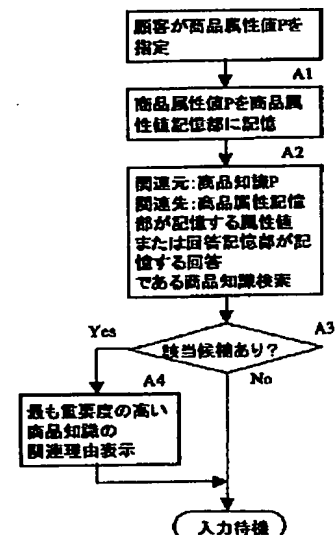 顧客が商品属性値Pを
指定
A1
商品属性値Pを商品属
性値記憶部に記憶
A2
関連元:商品知識P
関連先:商品属性記憶
部が記憶する属性値
または回答記憶部が記
憶する回答
である商品知識検索
A3
該当候補あり?
Yes
No
A4
最も重要度の高い
商品知識の
関連理由表示
入力待機